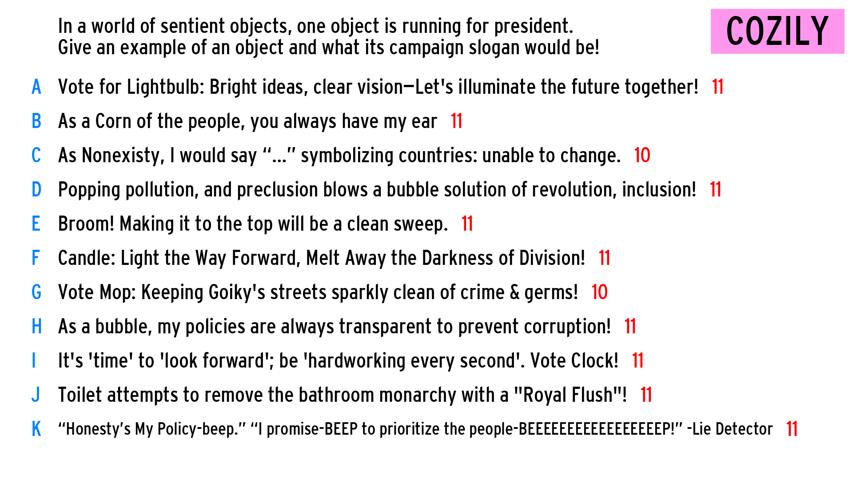 In a world of sentient objects, one object is running for president.
Give an example of an object and what its campaign slogan would be!
COZILY
A Vote for Lightbulb: Bright ideas, clear vision—Let's illuminate the future together! 11
B As a Corn of the people, you always have my ear 11
C As Nonexisty, I would say “...” symbolizing countries: unable to change. 10
D Popping pollution, and preclusion blows a bubble solution of revolution, inclusion! 11
E Broom! Making it to the top will be a clean sweep. 11
F Candle: Light the Way Forward, Melt Away the Darkness of Division! 11
G Vote Mop: Keeping Goiky's streets sparkly clean of crime & germs! 10
H As a bubble, my policies are always transparent to prevent corruption! 11
I It's 'time' to 'look forward'; be 'hardworking every second'. Vote Clock! 11
J Toilet attempts to remove the bathroom monarchy with a "Royal Flush"! 11
K “Honesty’s My Policy-beep.” “I promise-BEEP to prioritize the people-BEEEEEEEEEEEEEEEEEP!” -Lie Detector 11